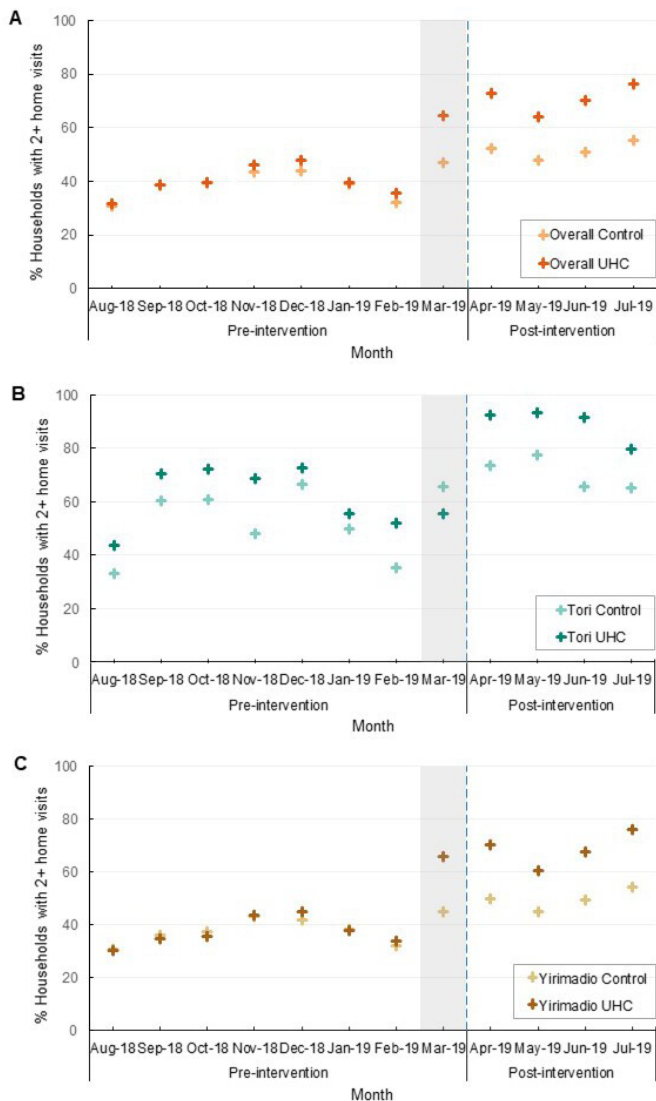 A
% Households with 2+ home visits
100
80
60
40
20
0
Overall Control
Overall UHC
Aug-18 Sep-18 Oct-18 Nov-18 Dec-18 Jan-19 Feb-19 Mar-19 Apr-19 May-19 Jun-19 Jul-19
Pre-intervention Post-intervention
Month
B
% Households with 2+ home visits
100
80
60
40
20
0
Tori Control
Tori UHC
Aug-18 Sep-18 Oct-18 Nov-18 Dec-18 Jan-19 Feb-19 Mar-19 Apr-19 May-19 Jun-19 Jul-19
Pre-intervention Post-intervention
Month
C
% Households with 2+ home visits
100
80
60
40
20
0
Yirimadio Control
Yirimadio UHC
Aug-18 Sep-18 Oct-18 Nov-18 Dec-18 Jan-19 Feb-19 Mar-19 Apr-19 May-19 Jun-19 Jul-19
Pre-intervention Post-intervention
Month